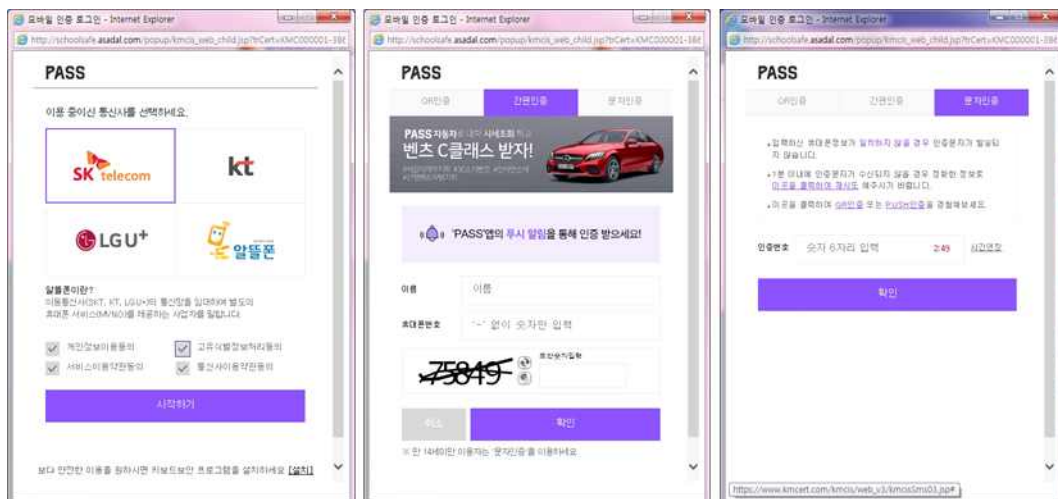 모바일 인증 로그인 - Internet Explorer
http://schoolsafe.asadal.com/popup/kmcis_web_child.jsp?trCert=KMC000001-386
PASS
이용 중이신 통신사를 선택하세요.
SK telecom
kt
LG U+
알뜰폰
알뜰폰이란?
이동통신사(SKT, KT, LGU+)의 통신망을 임대하여 별도의
휴대폰 서비스(MVNO)를 제공하는 사업자를 말합니다.
개인정보이용동의
고유식별정보처리동의
서비스이용약관동의
통신사이용약관동의
시작하기
보다 안전한 이용을 원하시면 키보드보안 프로그램을 설치하세요 [설치]
모바일 인증 로그인 - Internet Explorer
http://schoolsafe.asadal.com/popup/kmcis_web_child.jsp?trCert=KMC000001-386
PASS
QR인증
간편인증
문자인증
PASS 자동차로 내차 시세조회 하고
벤츠 C클래스 받자!
'PASS'앱의 푸시 알림을 통해 인증 받으세요!
이름
이름
휴대폰번호
"-" 없이 숫자만 입력
75849
보안숫자입력
취소
확인
※ 만 14세미만 이용자는 '문자인증'을 이용하세요
모바일 인증 로그인 - Internet Explorer
http://schoolsafe.asadal.com/popup/kmcis_web_child.jsp?trCert=KMC000001-386
PASS
QR인증
간편인증
문자인증
입력하신 휴대폰정보가 일치하지 않을 경우 인증문자가 발송되
지 않습니다.
1분 이내에 인증문자가 수신되지 않을 경우 정확한 정보로
이곳을 클릭하여 재시도 해주시기 바랍니다.
이곳을 클릭하여 QR인증 또는 PUSH인증을 경험해보세요.
인증번호
숫자 6자리 입력
2:49
시간연장
확인
https://www.kmcert.com/kmcis/web_v3/kmcisSms03.jsp#